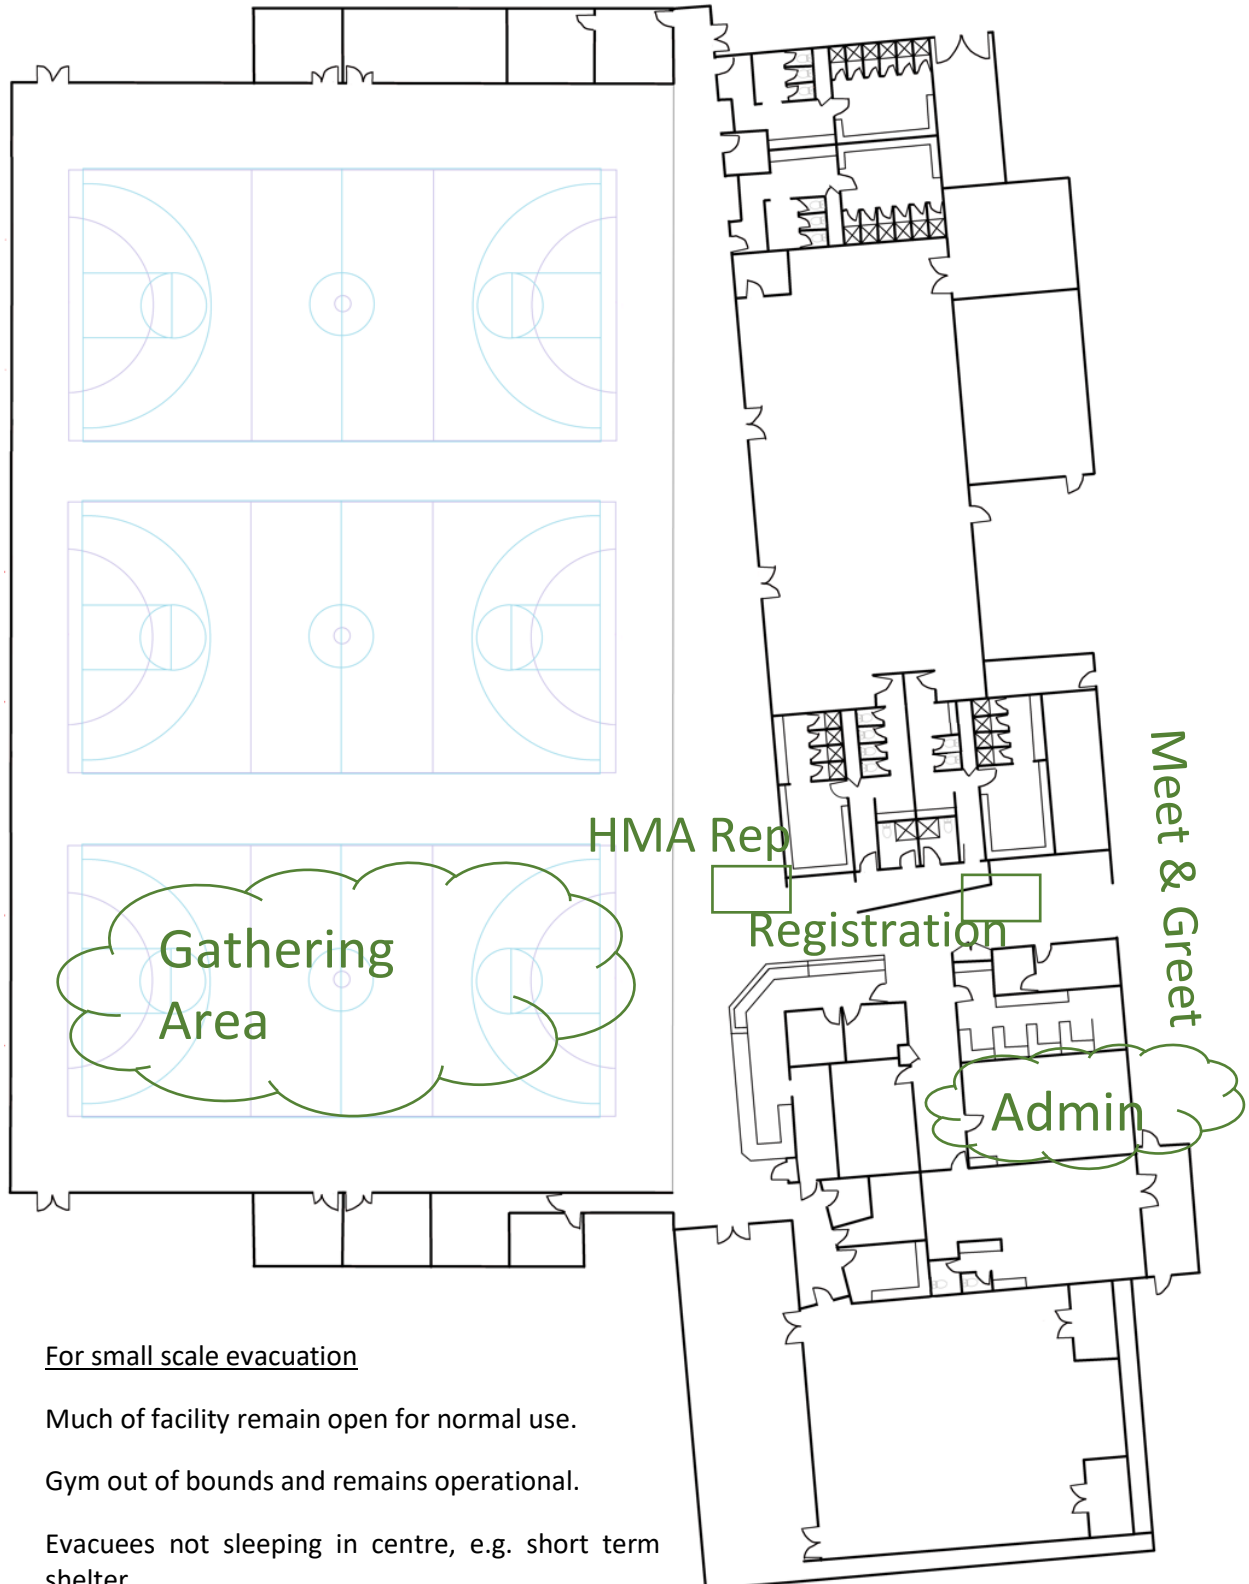 HMA Rep
Meet & Greet
Registration
Gathering
Area
Admin
For small scale evacuation
Much of facility remain open for normal use.
Gym out of bounds and remains operational.
Evacuees not sleeping in centre, e.g. short term
shelter